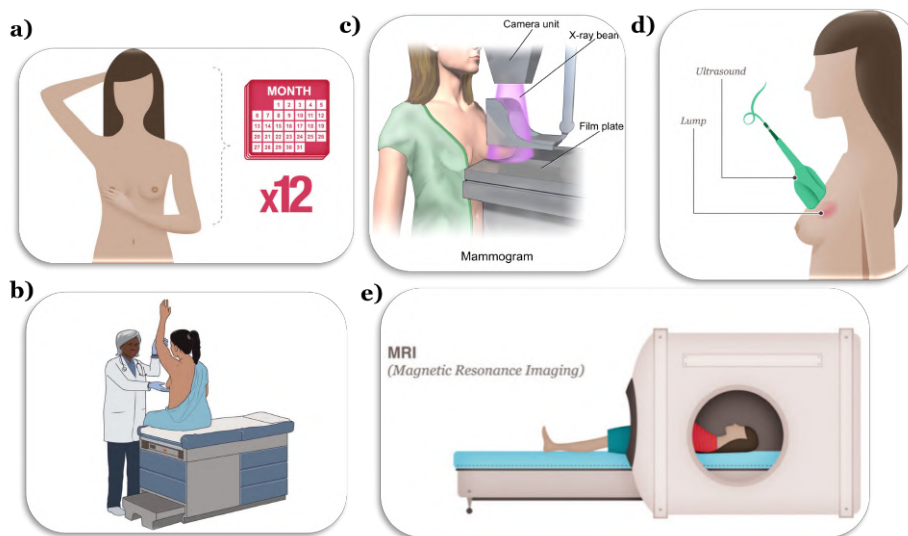 a)
MONTH
1 2 3 4 5
6 7 8 9 10 11 12
13 14 15 16 17 18 19
20 21 22 23 24 25 26
27 28 29 30 31
x12
b)
c)
Camera unit
X-ray bean
Film plate
Mammogram
d)
Ultrasound
Lump
e)
MRI
(Magnetic Resonance Imaging)